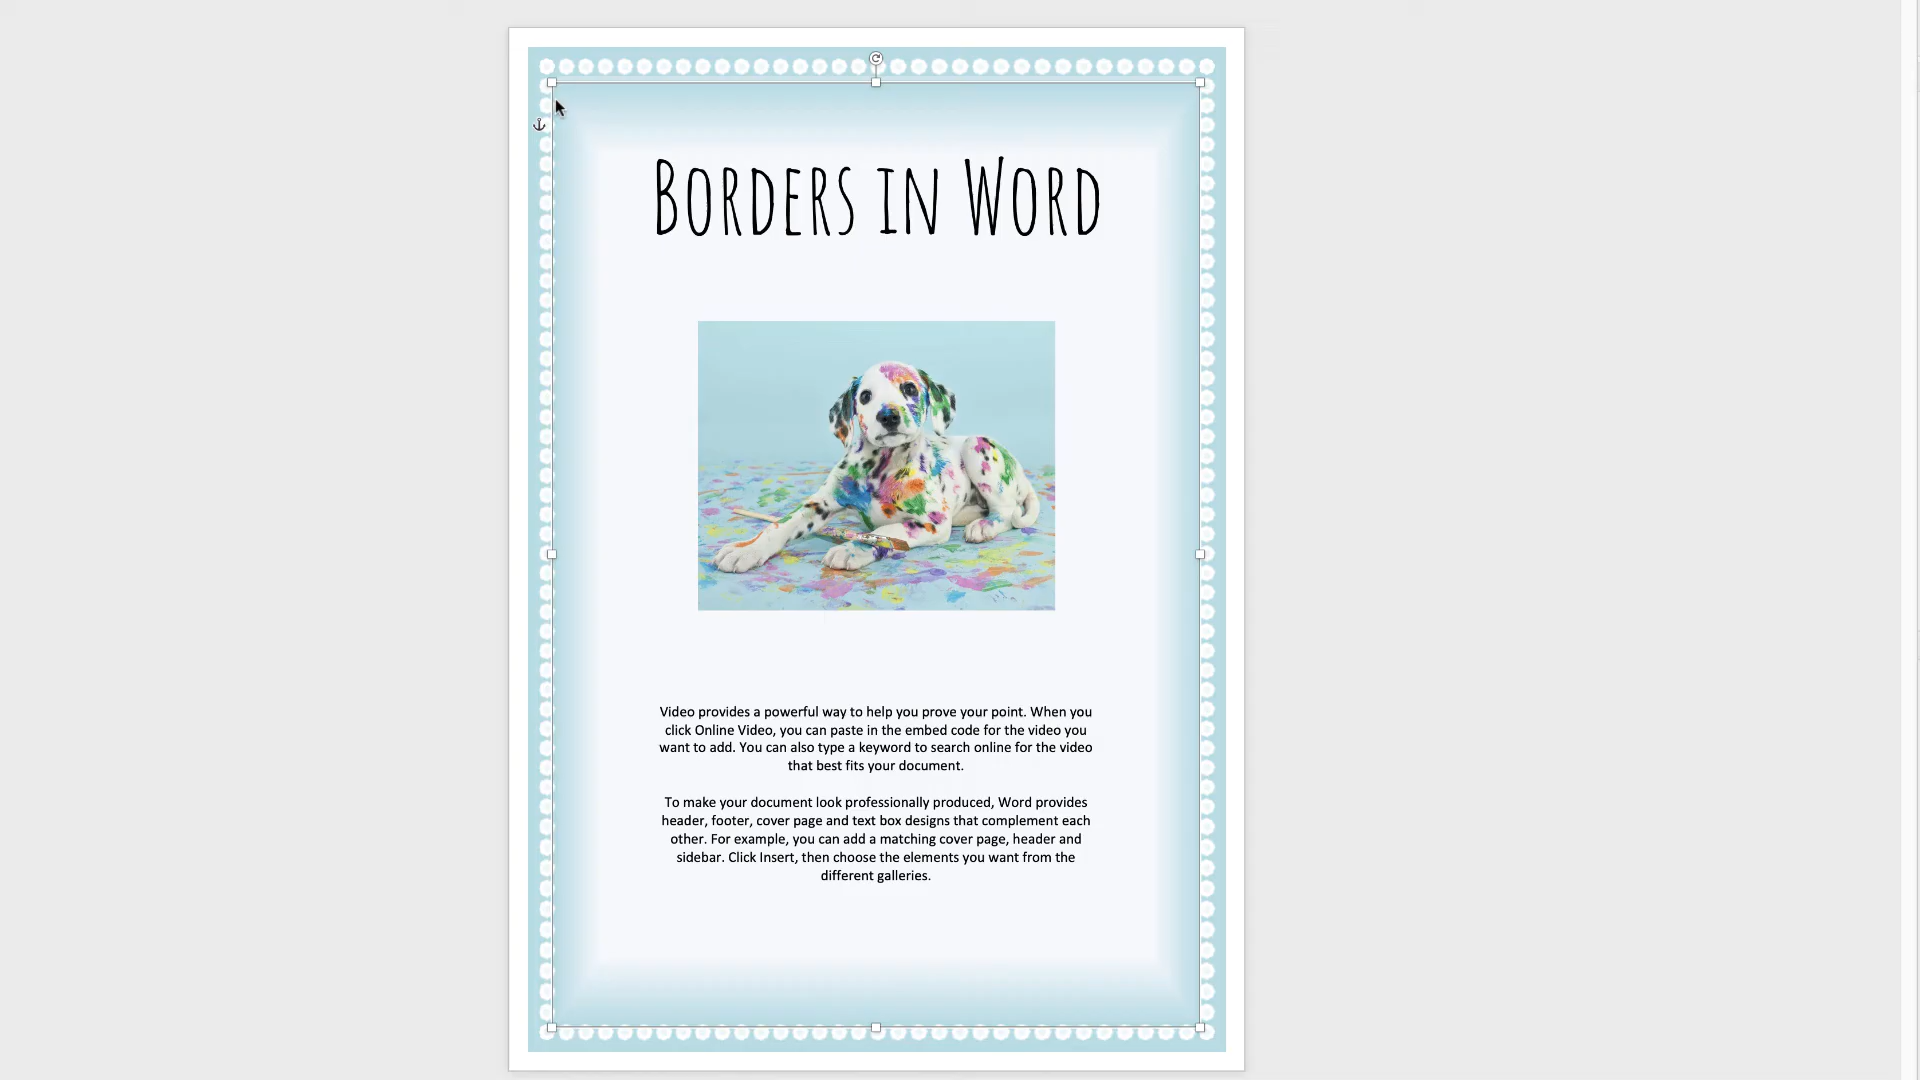 BORDERS IN WORD
Video provides a powerful way to help you prove your point. When you
click Online Video, you can paste in the embed code for the video you
want to add. You can also type a keyword to search online for the video
that best fits your document.
To make your document look professionally produced, Word provides
header, footer, cover page and text box designs that complement each
other. For example, you can add a matching cover page, header and
sidebar. Click Insert, then choose the elements you want from the
different galleries.